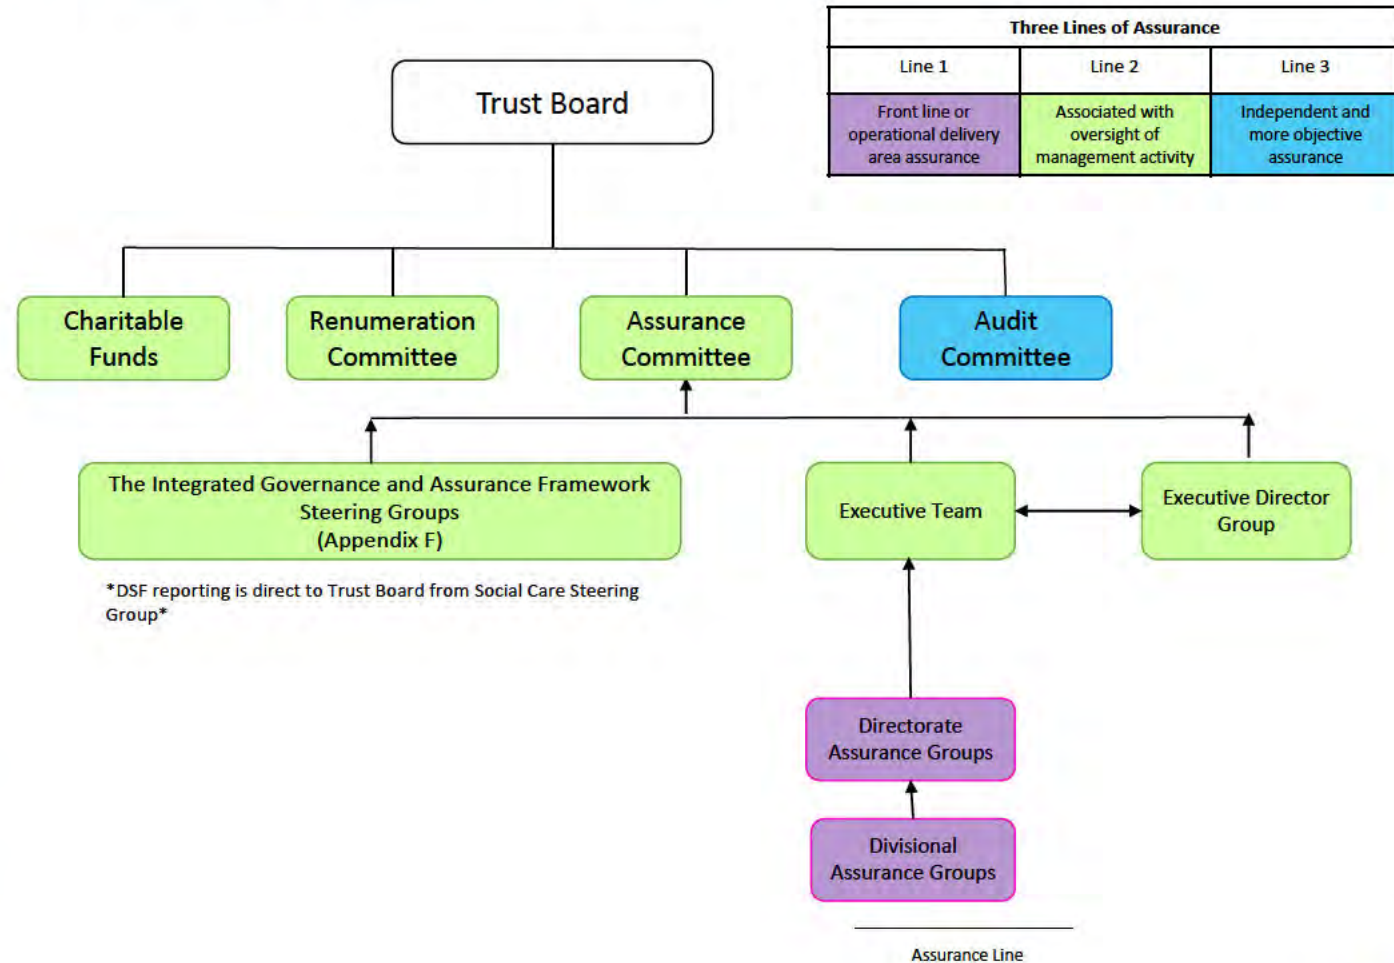 Three Lines of Assurance
Line 1
Line 2
Line 3
Front line or
operational delivery
area assurance
Associated with
oversight of
management activity
Independent and
more objective
assurance
Trust Board
Charitable
Funds
Renumeration
Committee
Assurance
Committee
Audit
Committee
The Integrated Governance and Assurance Framework
Steering Groups
(Appendix F)
Executive Team
Executive Director
Group
*DSF reporting is direct to Trust Board from Social Care Steering
Group*
Directorate
Assurance Groups
Divisional
Assurance Groups
Assurance Line